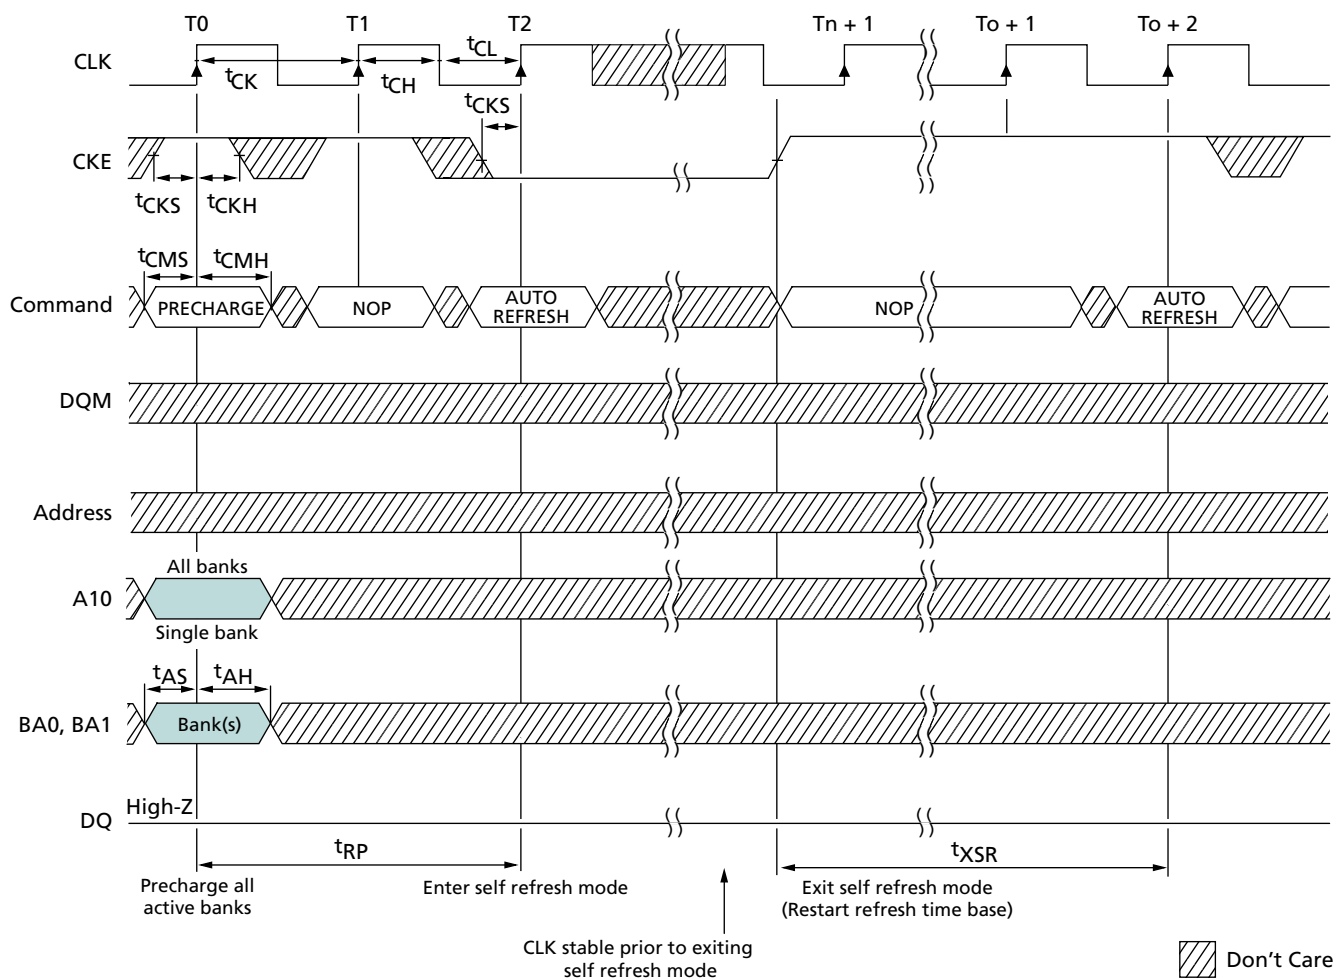 T0 T1 T2 Tn + 1 To + 1 To + 2
CLK
tCK tCH tCL
tCKS
CKE
tCKS tCKH
tCMS tCMH
Command
PRECHARGE NOP AUTO REFRESH NOP AUTO REFRESH
DQM
Address
All banks
A10
Single bank
tAS tAH
BA0, BA1
Bank(s)
High-Z
DQ
tRP tXSR
Precharge all
active banks
Enter self refresh mode
Exit self refresh mode
(Restart refresh time base)
CLK stable prior to exiting
self refresh mode
Don't Care